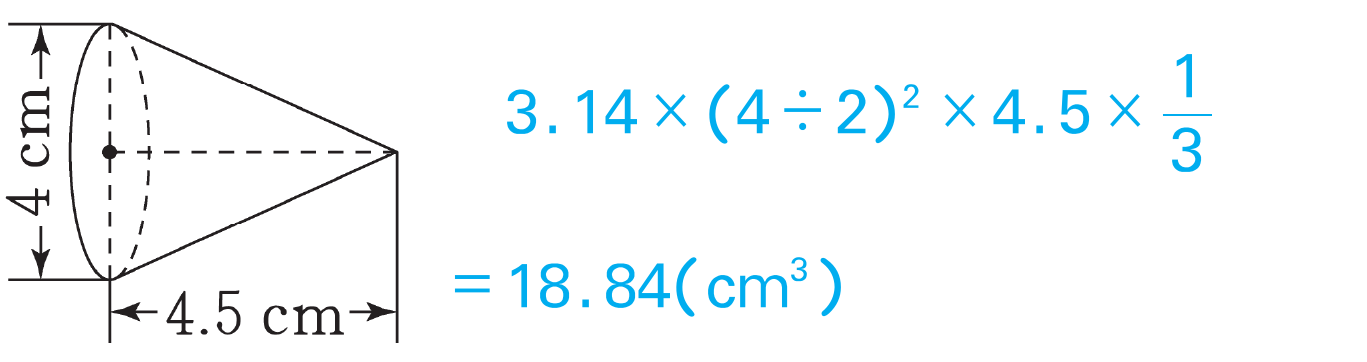 4 cm
4.5 cm
3.14×(4÷2)²×4.5×1/3
=18.84(cm³)